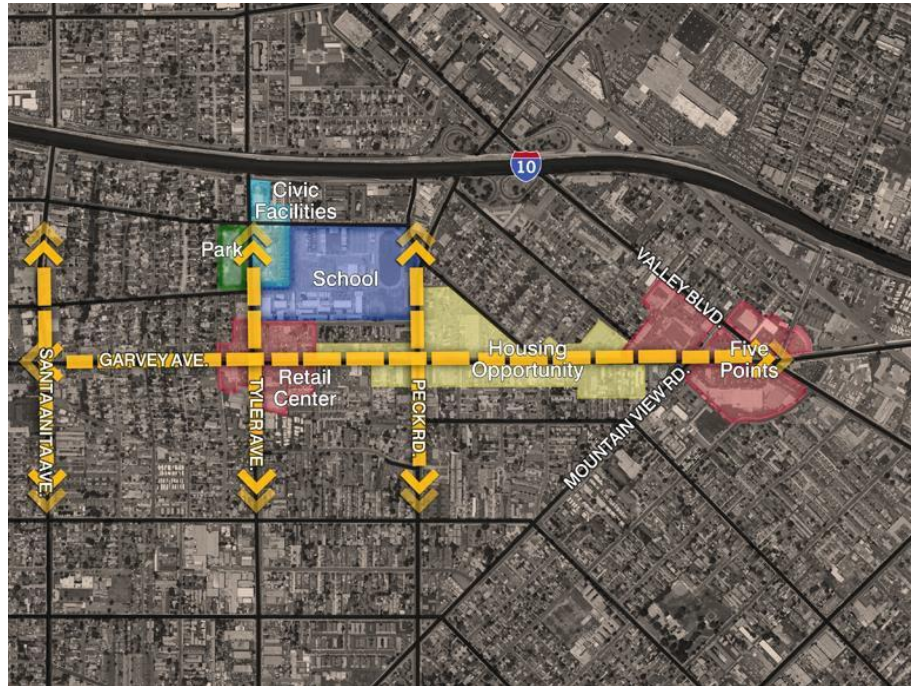 10
Civic
Facilities
Park
School
VALLEY BLVD.
GARVEY AVE.
Housing
Opportunity
Five
Points
Retail
Center
SANTA ANITA AVE.
TYLER AVE.
PECK RD.
MOUNTAIN VIEW RD.